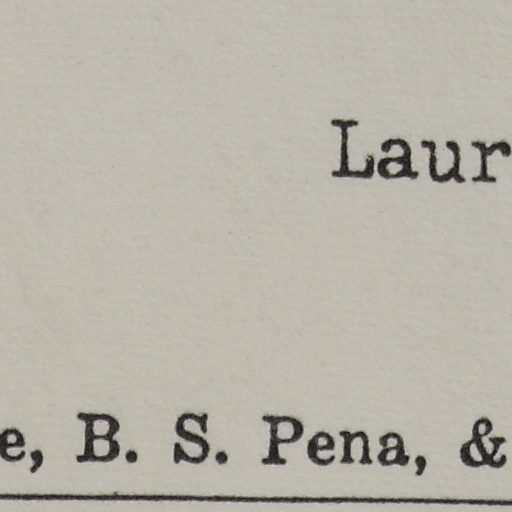 Laur
e, B. S. Pena, &